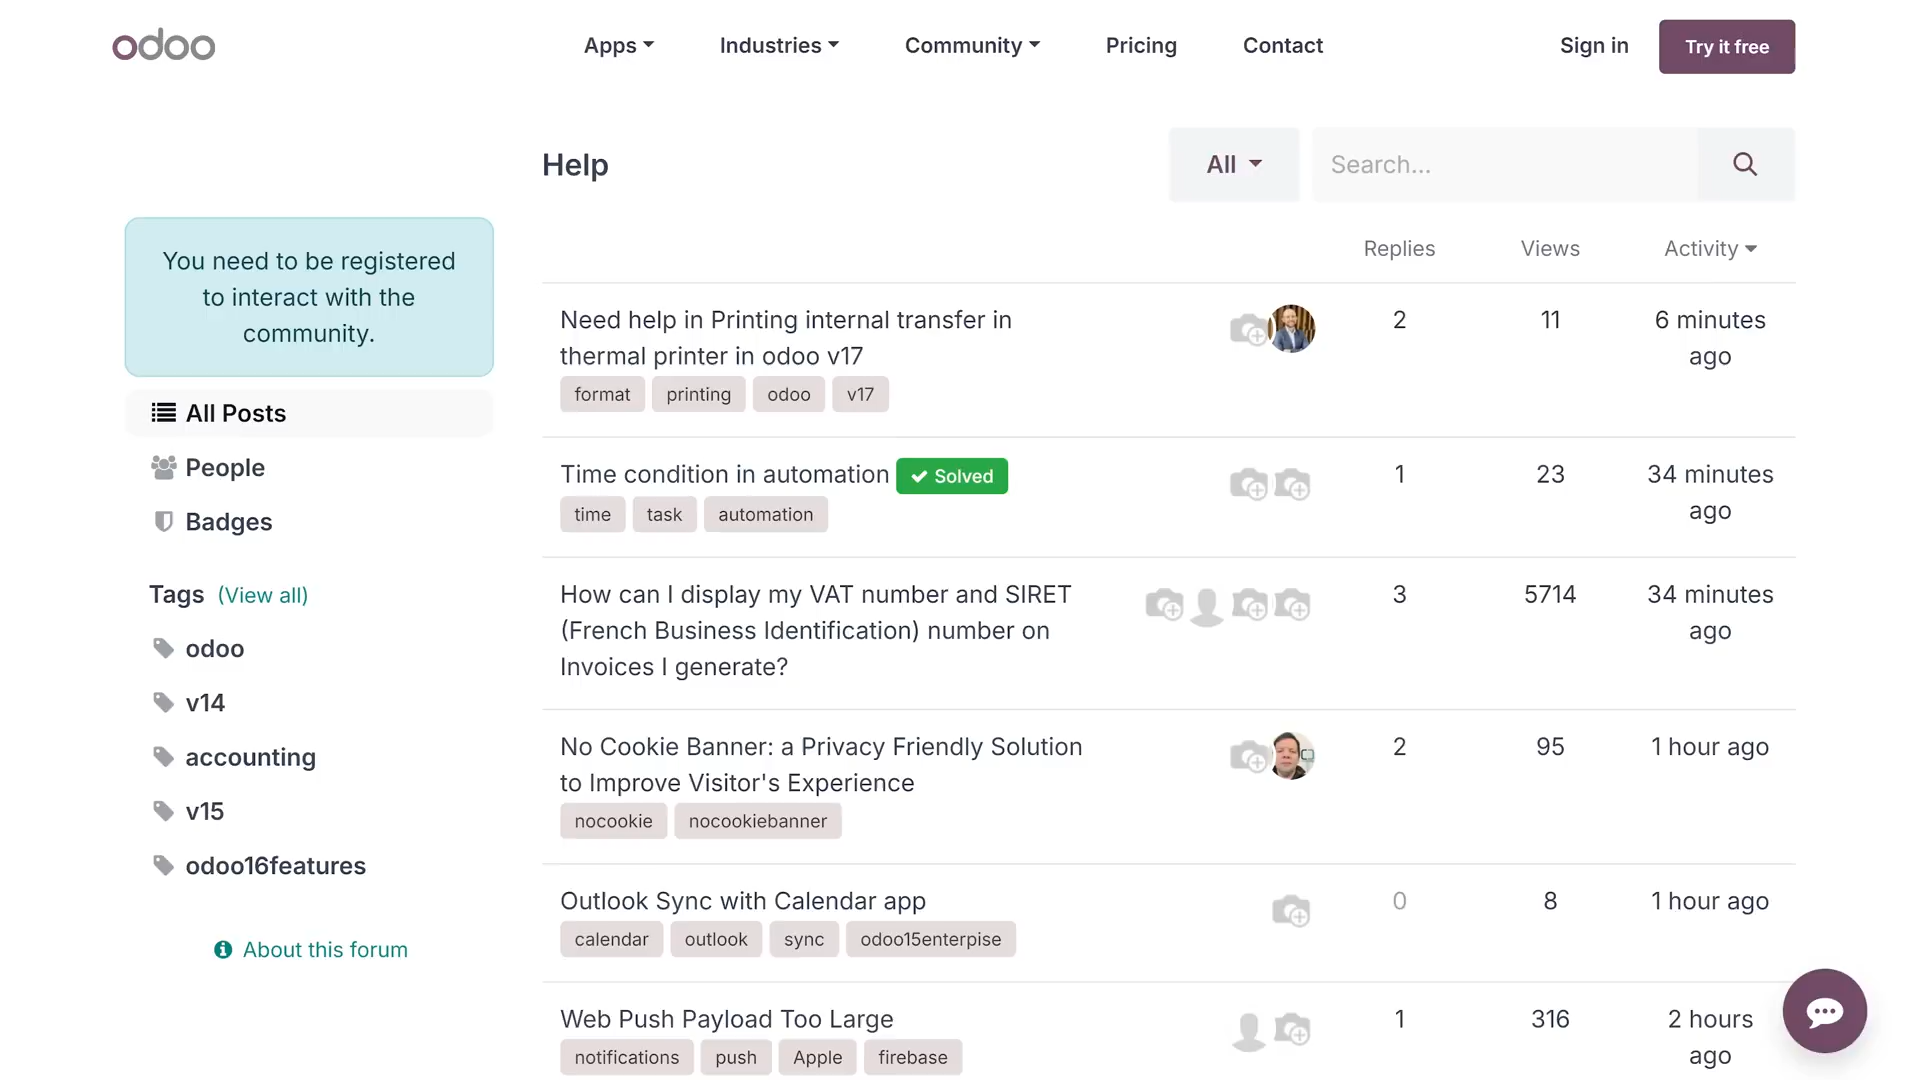 odoo
Apps
Industries
Community
Pricing
Contact
Sign in
Try it free
Help
All
Search...
You need to be registered
to interact with the
community.
All Posts
People
Badges
Tags (View all)
odoo
v14
accounting
v15
odoo16features
About this forum
Replies Views Activity
Need help in Printing internal transfer in
thermal printer in odoo v17
format printing odoo v17
2 11 6 minutes
ago
Time condition in automation Solved
time task automation
1 23 34 minutes
ago
How can I display my VAT number and SIRET
(French Business Identification) number on
Invoices I generate?
3 5714 34 minutes
ago
No Cookie Banner: a Privacy Friendly Solution
to Improve Visitor's Experience
nocookie nocookiebanner
2 95 1 hour ago
Outlook Sync with Calendar app
calendar outlook sync odoo15enterpise
0 8 1 hour ago
Web Push Payload Too Large
notifications push Apple firebase
1 316 2 hours
ago